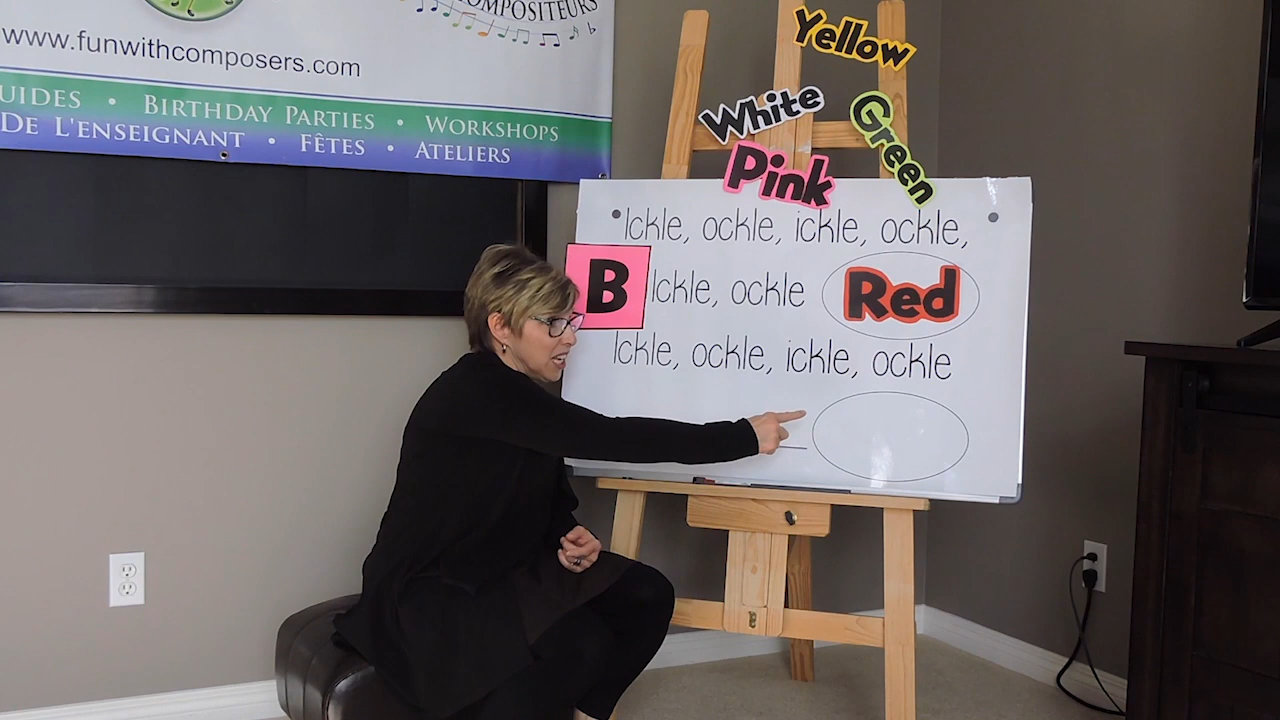 COMPOSITEURS
www.funwithcomposers.com
UIDES • BIRTHDAY PARTIES • WORKSHOPS
DE L'ENSEIGNANT • FÊTES • ATELIERS
Yellow
White
Green
Pink
Ickle, ockle, ickle, ockle,
B Ickle, ockle Red
Ickle, ockle, ickle, ockle